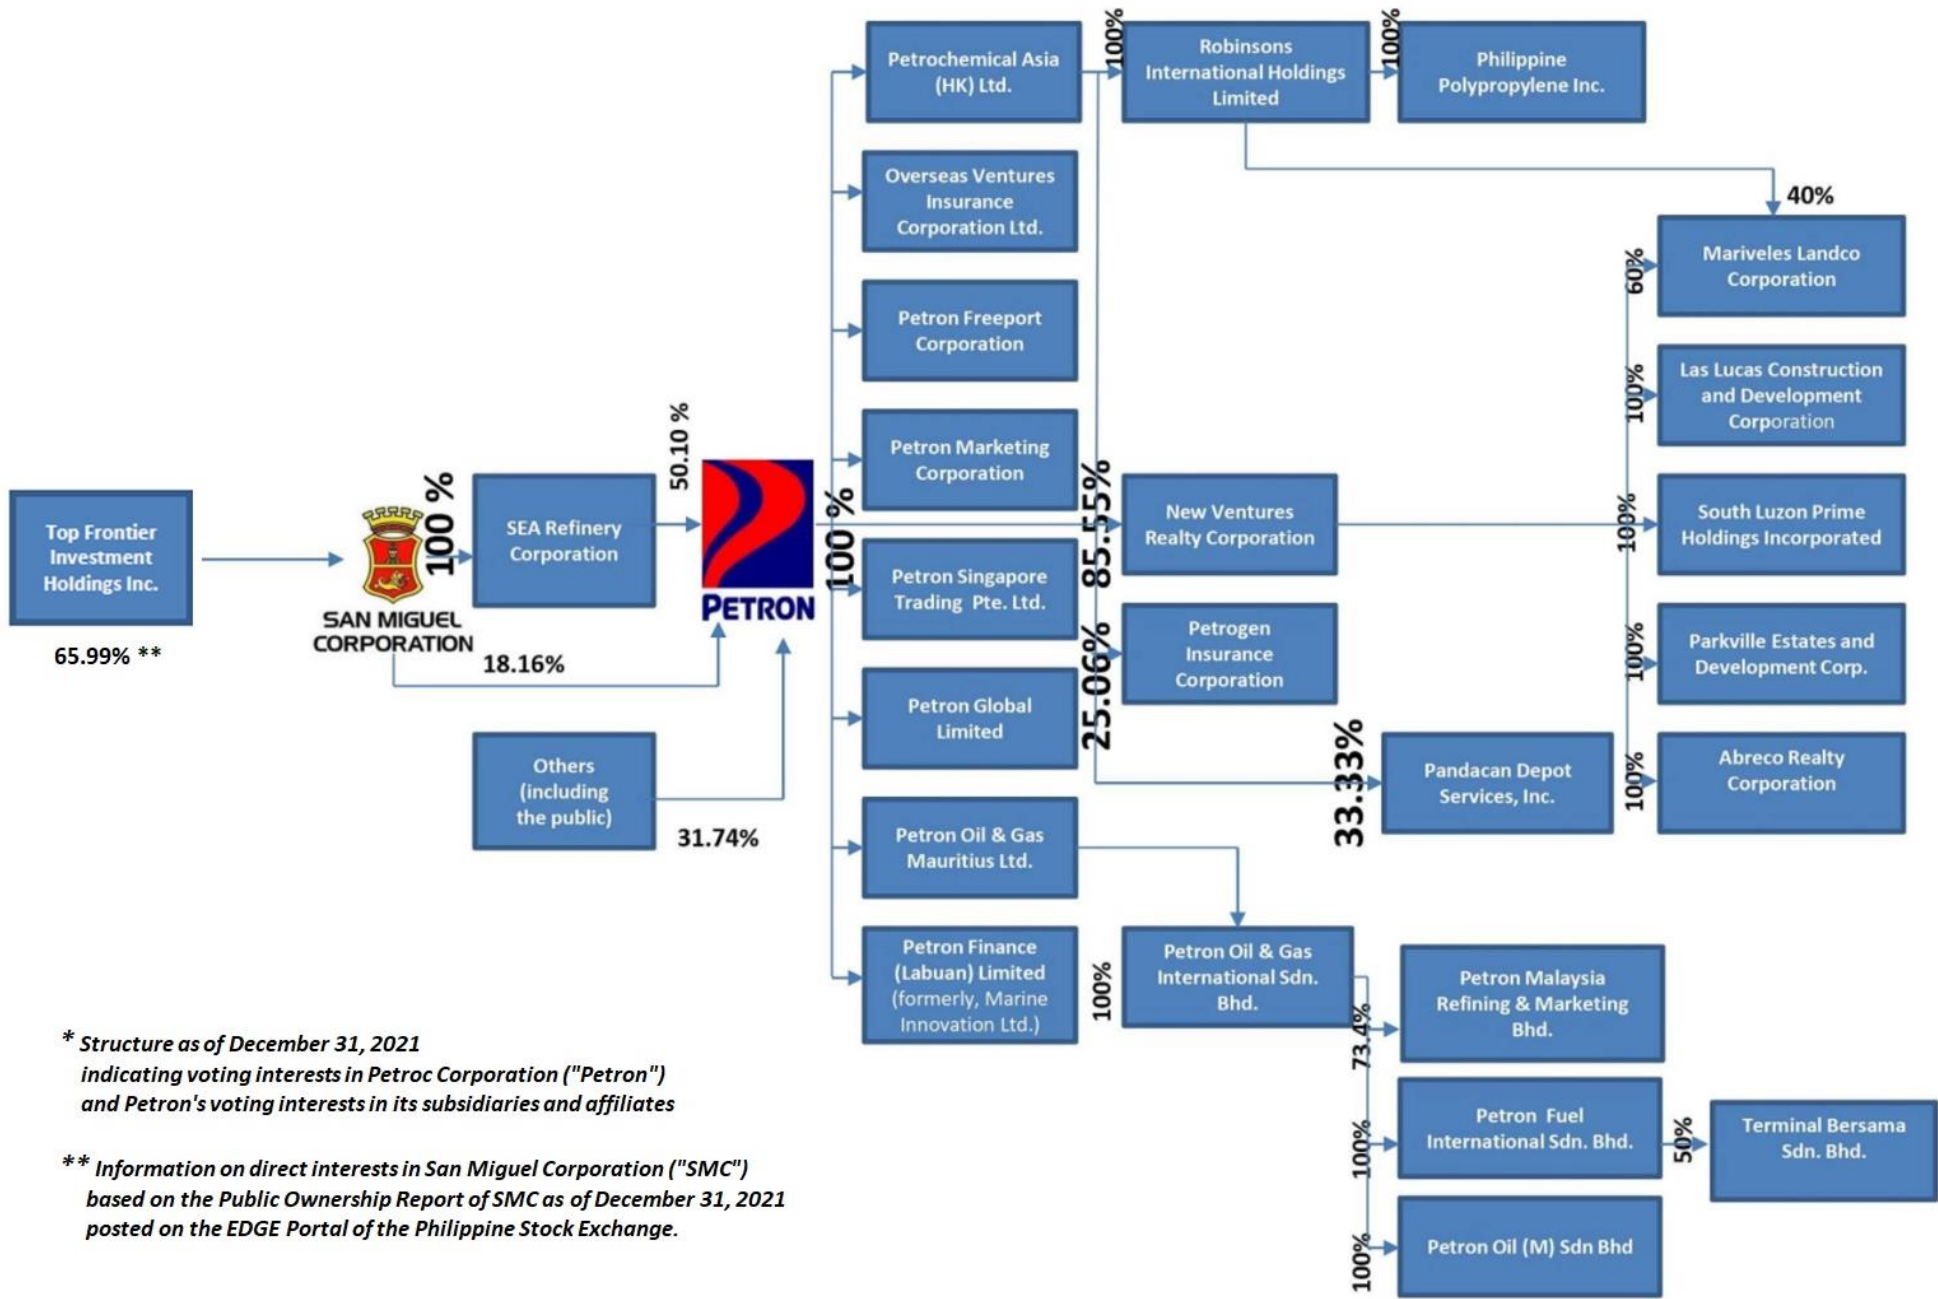 Top Frontier
Investment
Holdings Inc.
65.99% **
SAN MIGUEL
CORPORATION
100 %
SEA Refinery
Corporation
50.10 %
PETRON
18.16%
Others
(including
the public)
31.74%
100 %
Petrochemical Asia
(HK) Ltd.
Overseas Ventures
Insurance
Corporation Ltd.
Petron Freeport
Corporation
Petron Marketing
Corporation
Petron Singapore
Trading Pte. Ltd.
Petron Global
Limited
Petron Oil & Gas
Mauritius Ltd.
Petron Finance
(Labuan) Limited
(formerly, Marine
Innovation Ltd.)
100%
Robinsons
International Holdings
Limited
100%
Philippine
Polypropylene Inc.
85.55%
New Ventures
Realty Corporation
25.06%
Petrogen
Insurance
Corporation
33.33%
Pandacan Depot
Services, Inc.
40%
60%
Mariveles Landco
Corporation
100%
Las Lucas Construction
and Development
Corporation
100%
South Luzon Prime
Holdings Incorporated
100%
Parkville Estates and
Development Corp.
100%
Abreco Realty
Corporation
100%
Petron Oil & Gas
International Sdn.
Bhd.
73.4%
Petron Malaysia
Refining & Marketing
Bhd.
100%
Petron Fuel
International Sdn. Bhd.
50%
Terminal Bersama
Sdn. Bhd.
100%
Petron Oil (M) Sdn Bhd
* Structure as of December 31, 2021
indicating voting interests in Petroc Corporation ("Petron")
and Petron's voting interests in its subsidiaries and affiliates
** Information on direct interests in San Miguel Corporation ("SMC")
based on the Public Ownership Report of SMC as of December 31, 2021
posted on the EDGE Portal of the Philippine Stock Exchange.